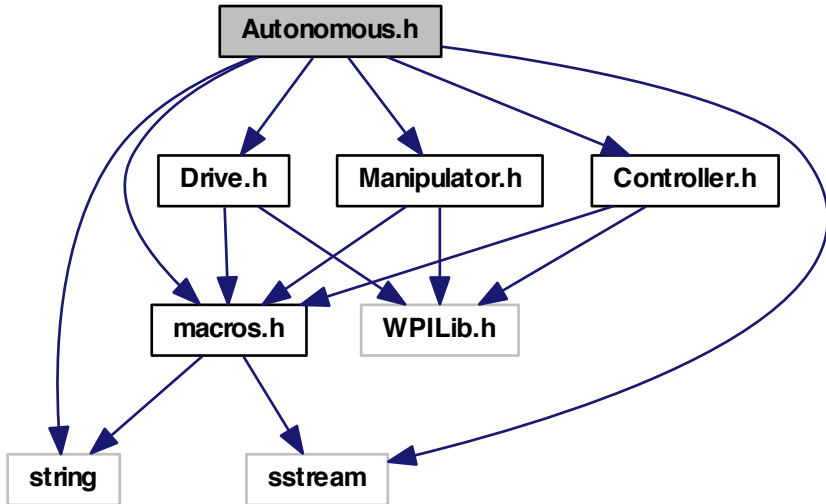 Autonomous.h
Drive.h
Manipulator.h
Controller.h
macros.h
WPILib.h
string
sstream